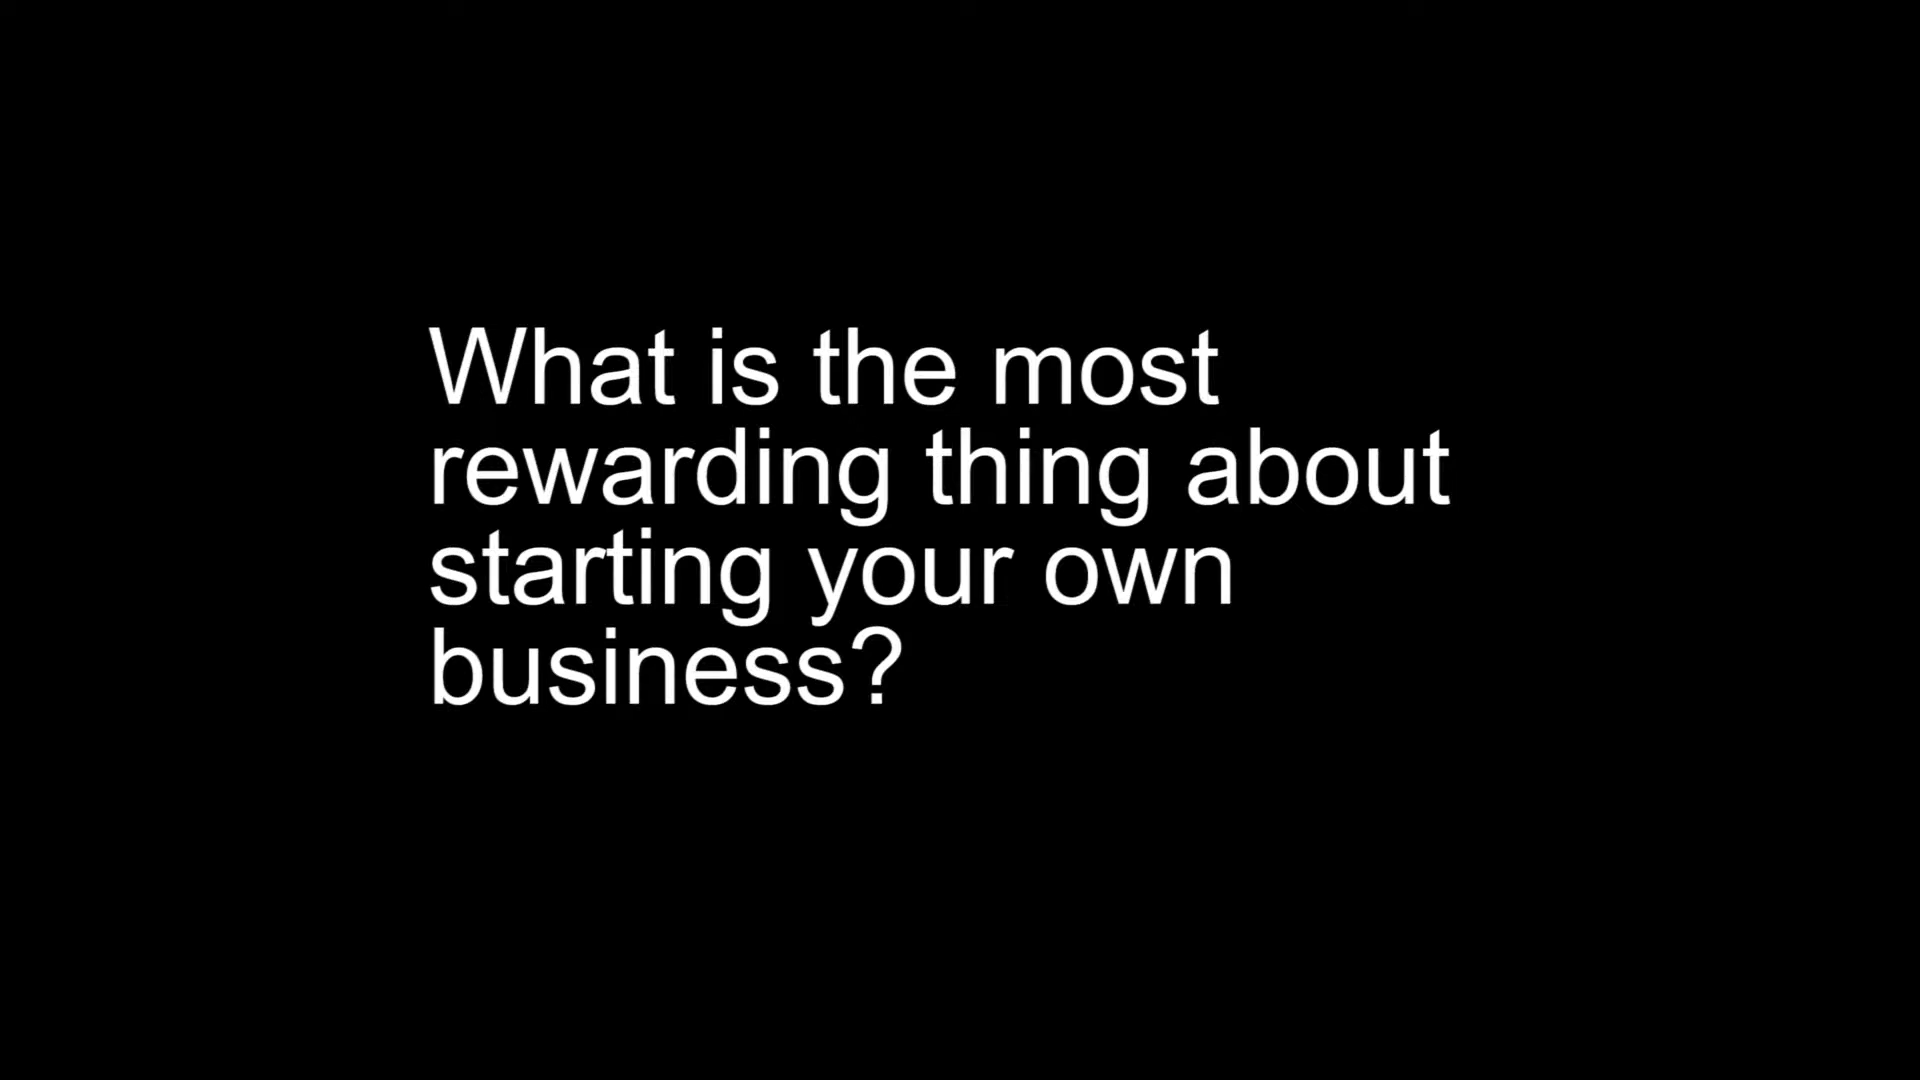 What is the most
rewarding thing about
starting your own
business?